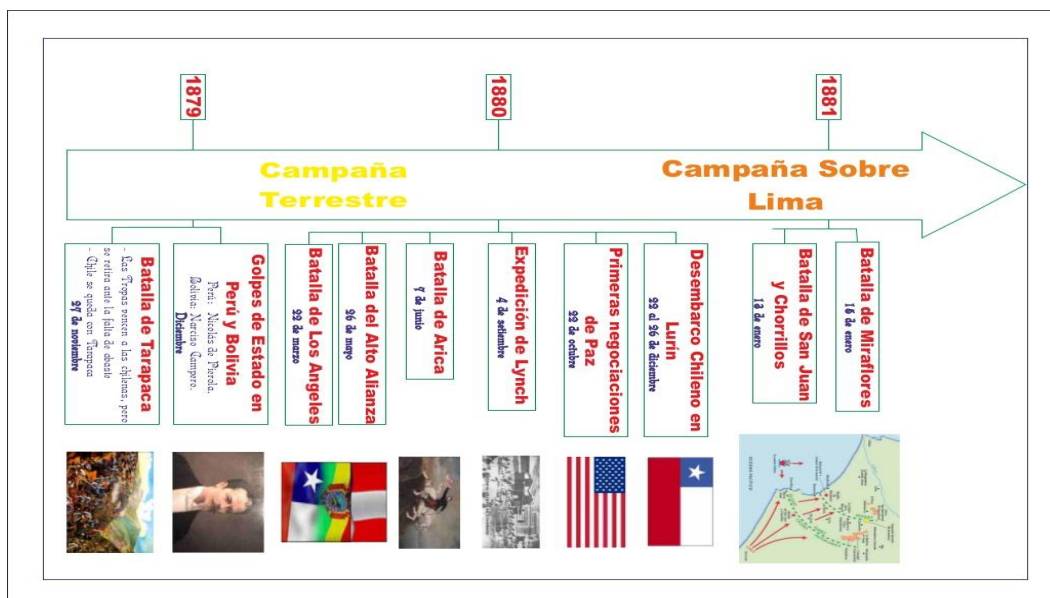 1879
1880
1881
Campaña
Terrestre
Campaña Sobre
Lima
Batalla de Tarapaca
- Las Tropas vencen a las chilenas, pero
se retira ante la falta de abaste
- Chile se queda con Tarapaca
27 de noviembre
Golpes de Estado en
Perú y Bolivia
Perú: Nicolás de Pierola.
Bolivia: Narciso Campero.
Diciembre
Batalla de Los Angeles
22 de marzo
Batalla del Alto Alianza
26 de mayo
Batalla de Arica
7 de junio
Expedición de Lynch
4 de setiembre
Primeras negociaciones
de Paz
22 de octubre
Desembarco Chileno en
Lurín
22 al 26 de diciembre
Batalla de San Juan
y Chorrillos
13 de enero
Batalla de Miraflores
15 de enero
OCÉANO PACÍFICO